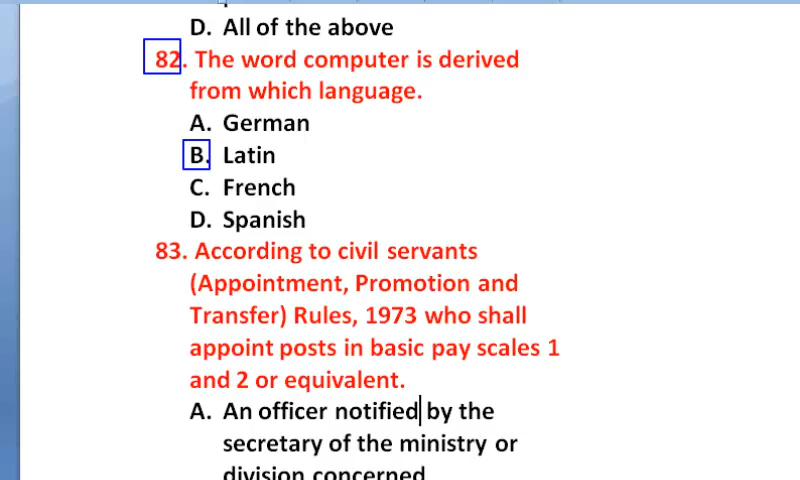 D. All of the above
82. The word computer is derived
from which language.
A. German
B. Latin
C. French
D. Spanish
83. According to civil servants
(Appointment, Promotion and
Transfer) Rules, 1973 who shall
appoint posts in basic pay scales 1
and 2 or equivalent.
A. An officer notified by the
secretary of the ministry or
division concerned